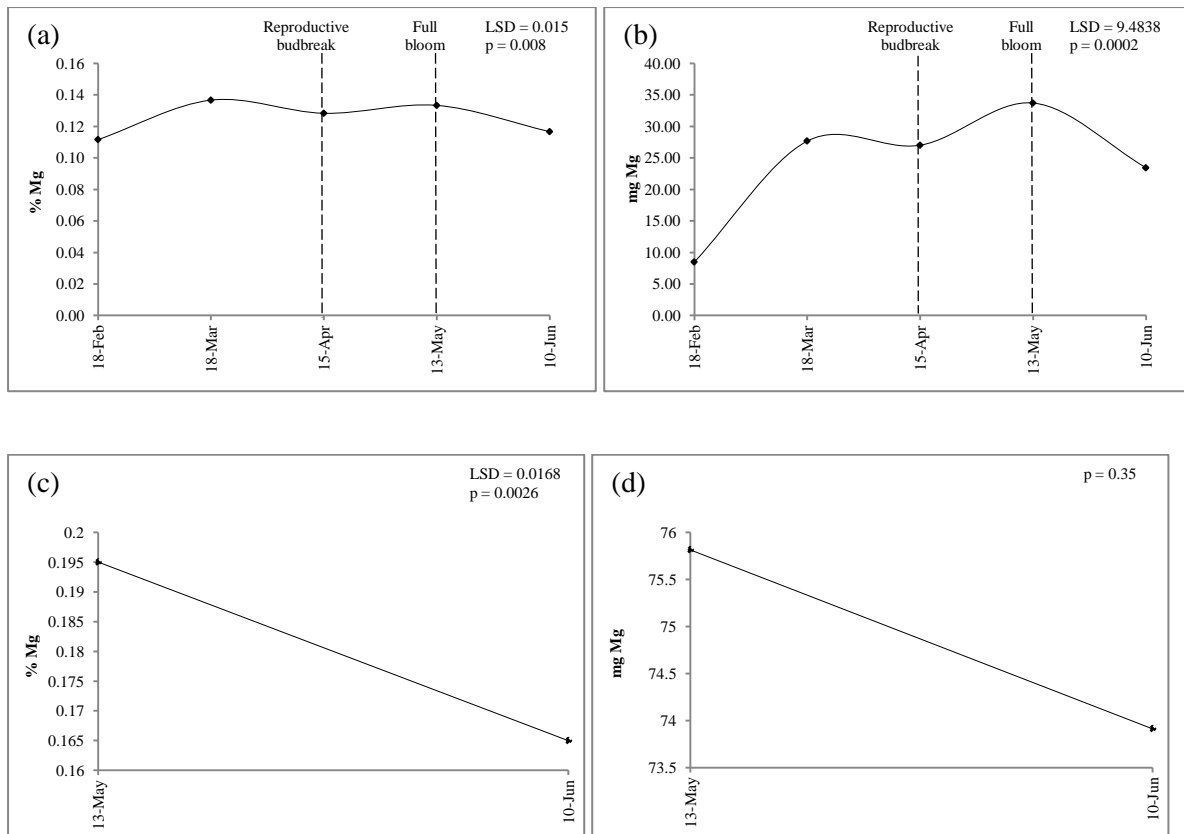 (a)
Reproductive
budbreak
Full
bloom
LSD = 0.015
p = 0.008
0.16
0.14
0.12
0.10
0.08
0.06
0.04
0.02
0.00
% Mg
18-Feb
18-Mar
15-Apr
13-May
10-Jun
(b)
Reproductive
budbreak
Full
bloom
LSD = 9.4838
p = 0.0002
40.00
35.00
30.00
25.00
20.00
15.00
10.00
5.00
0.00
mg Mg
18-Feb
18-Mar
15-Apr
13-May
10-Jun
(c)
LSD = 0.0168
p = 0.0026
0.2
0.195
0.19
0.185
0.18
0.175
0.17
0.165
0.16
% Mg
13-May
10-Jun
(d)
p = 0.35
76
75.5
75
74.5
74
73.5
mg Mg
13-May
10-Jun